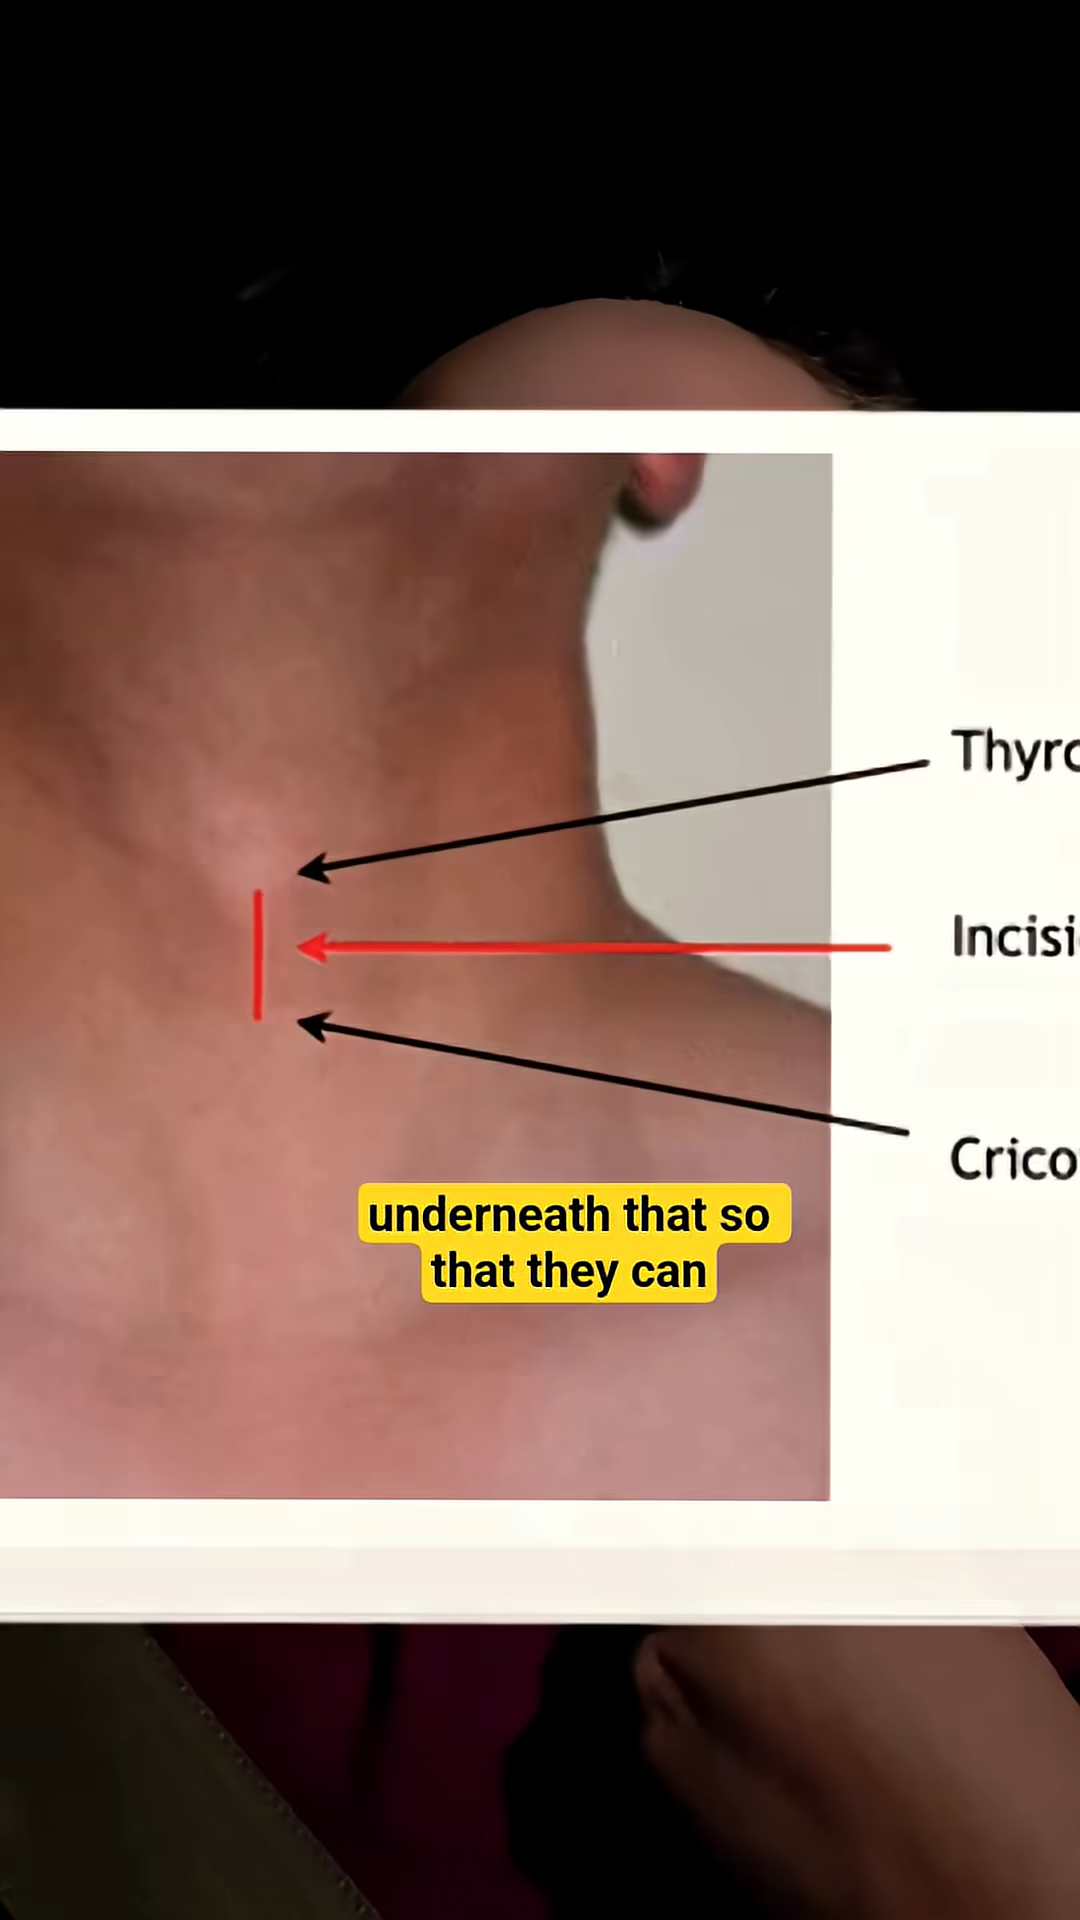 Thyro
Incisi
underneath that so
that they can
Crico